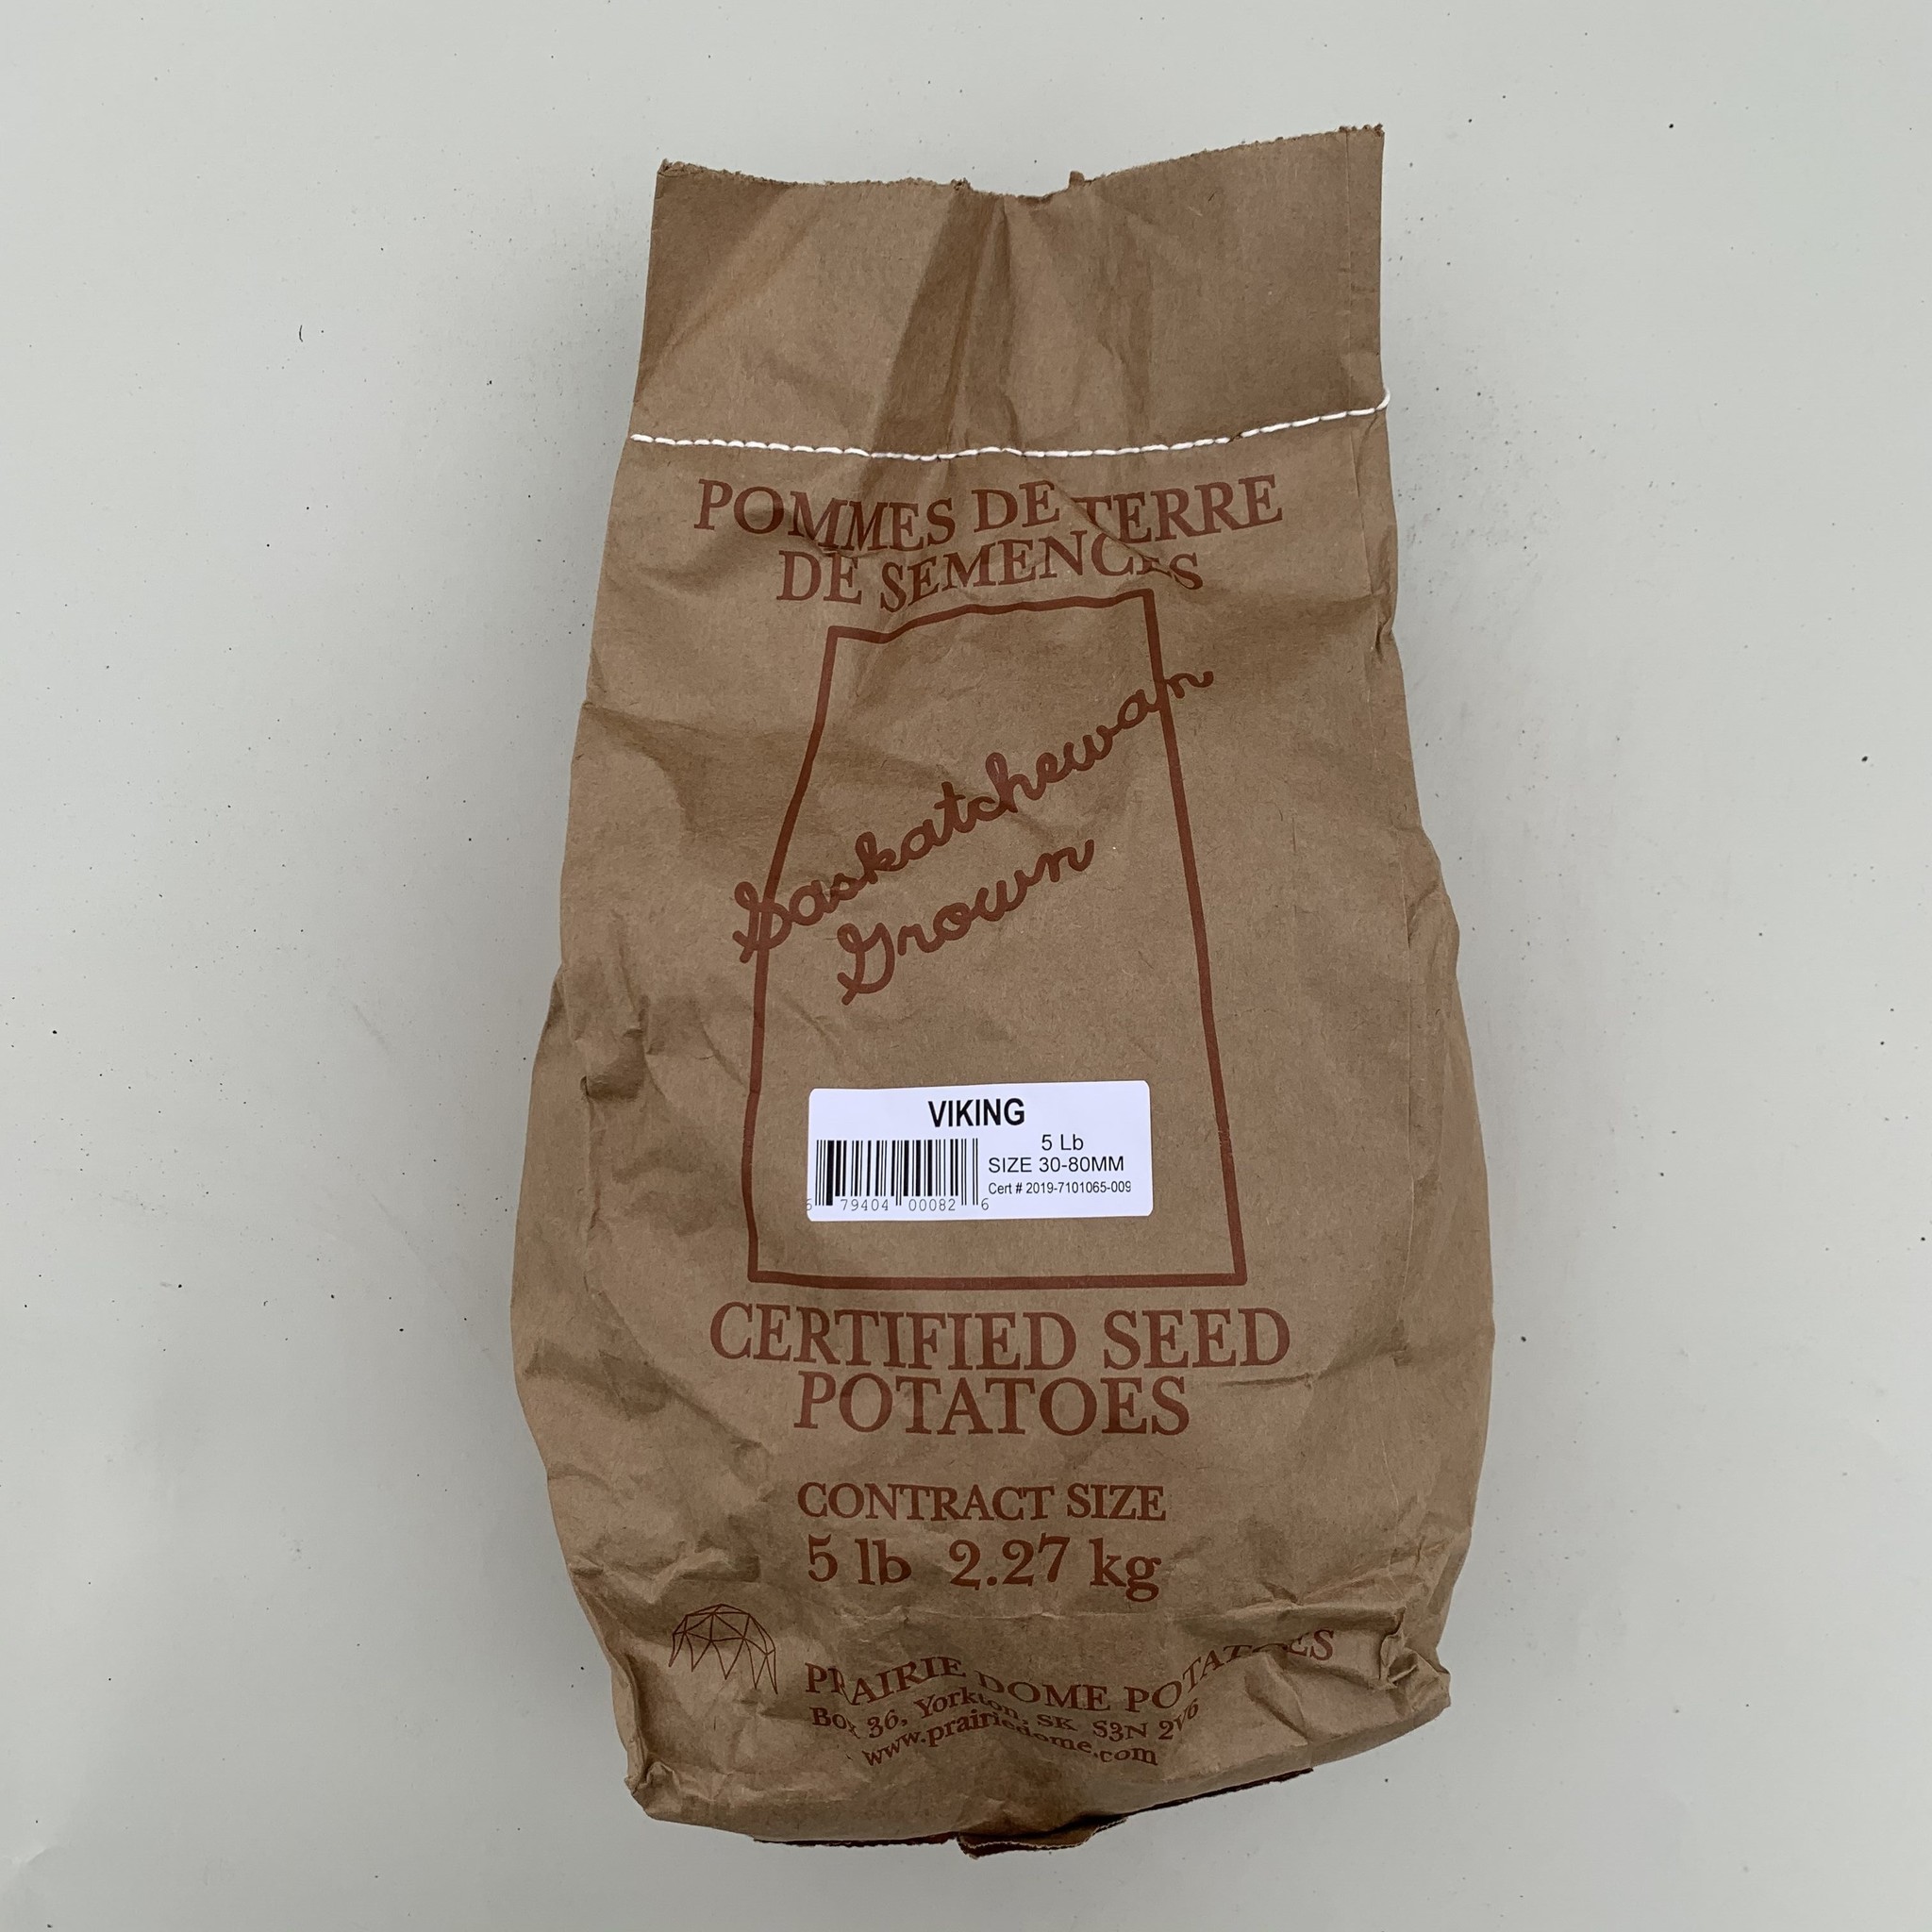 POMMES DE TERRE
DE SEMENCES
Saskatchewan
Grown
VIKING
5 Lb
SIZE 30-80MM
Cert # 2019-7101065-009
6 79404 00082 6
CERTIFIED SEED
POTATOES
CONTRACT SIZE
5 lb 2.27 kg
PRAIRIE DOME POTATOES
Box 36, Yorkton, SK S3N 2V6
www.prairiedome.com